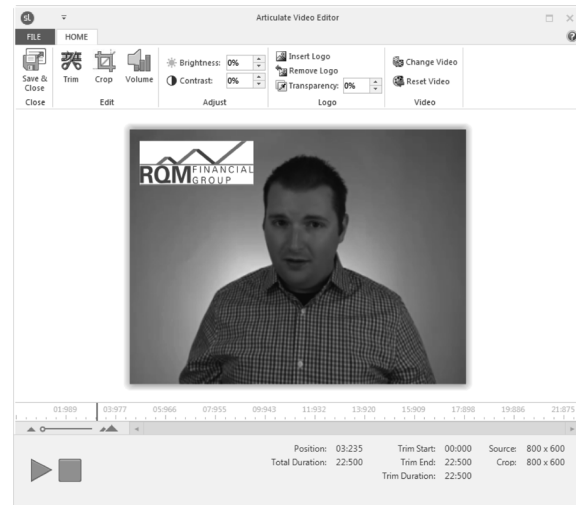 sl
Articulate Video Editor
FILE HOME
Save & Close
Trim
Crop
Volume
Brightness: 0%
Contrast: 0%
Insert Logo
Remove Logo
Transparency: 0%
Change Video
Reset Video
Close Edit Adjust Logo Video
RQM FINANCIAL GROUP
01:989 03:977 05:966 07:955 09:943 11:932 13:920 15:909 17:898 19:886 21:875
Position: 03:235 Trim Start: 00:000 Source: 800 x 600
Total Duration: 22:500 Trim End: 22:500 Crop: 800 x 600
Trim Duration: 22:500